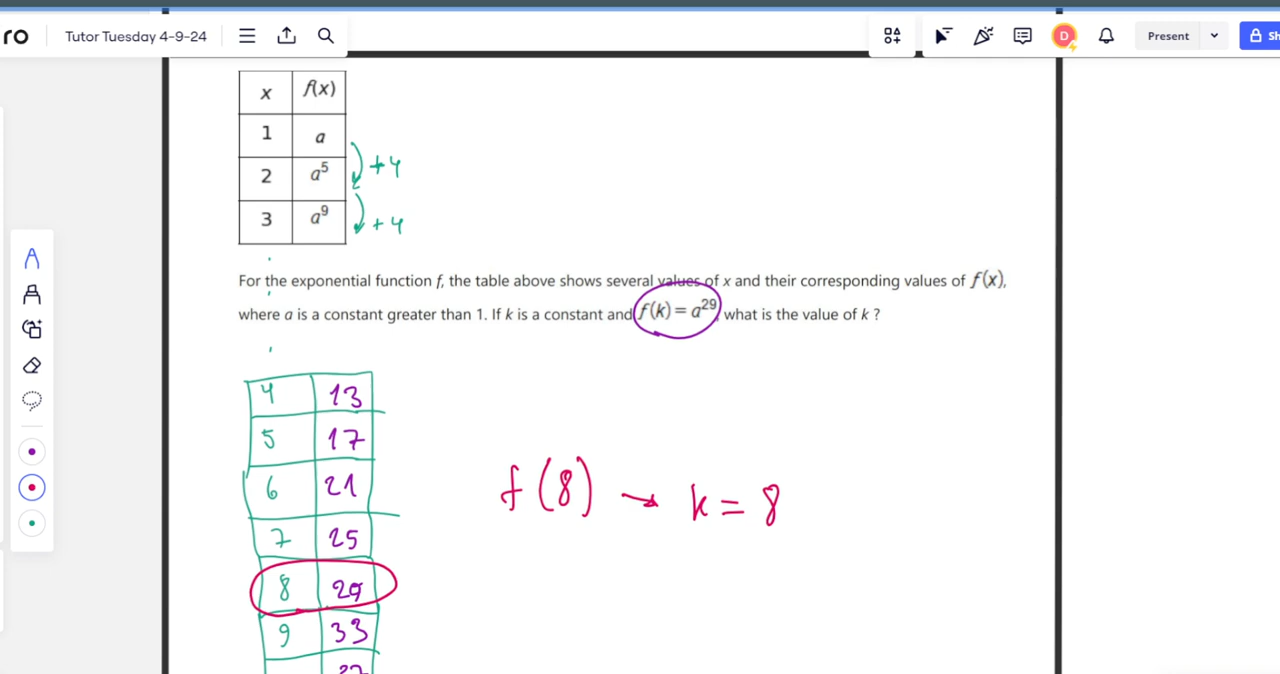 ro Tutor Tuesday 4-9-24 D Present Sh
x f(x)
1 a
2 a⁵
3 a⁹
+4
+4
For the exponential function f, the table above shows several values of x and their corresponding values of f(x),
where a is a constant greater than 1. If k is a constant and f(k) = a²⁹, what is the value of k ?
4 13
5 17
6 21
7 25
8 29
9 33
f(8) → k = 8